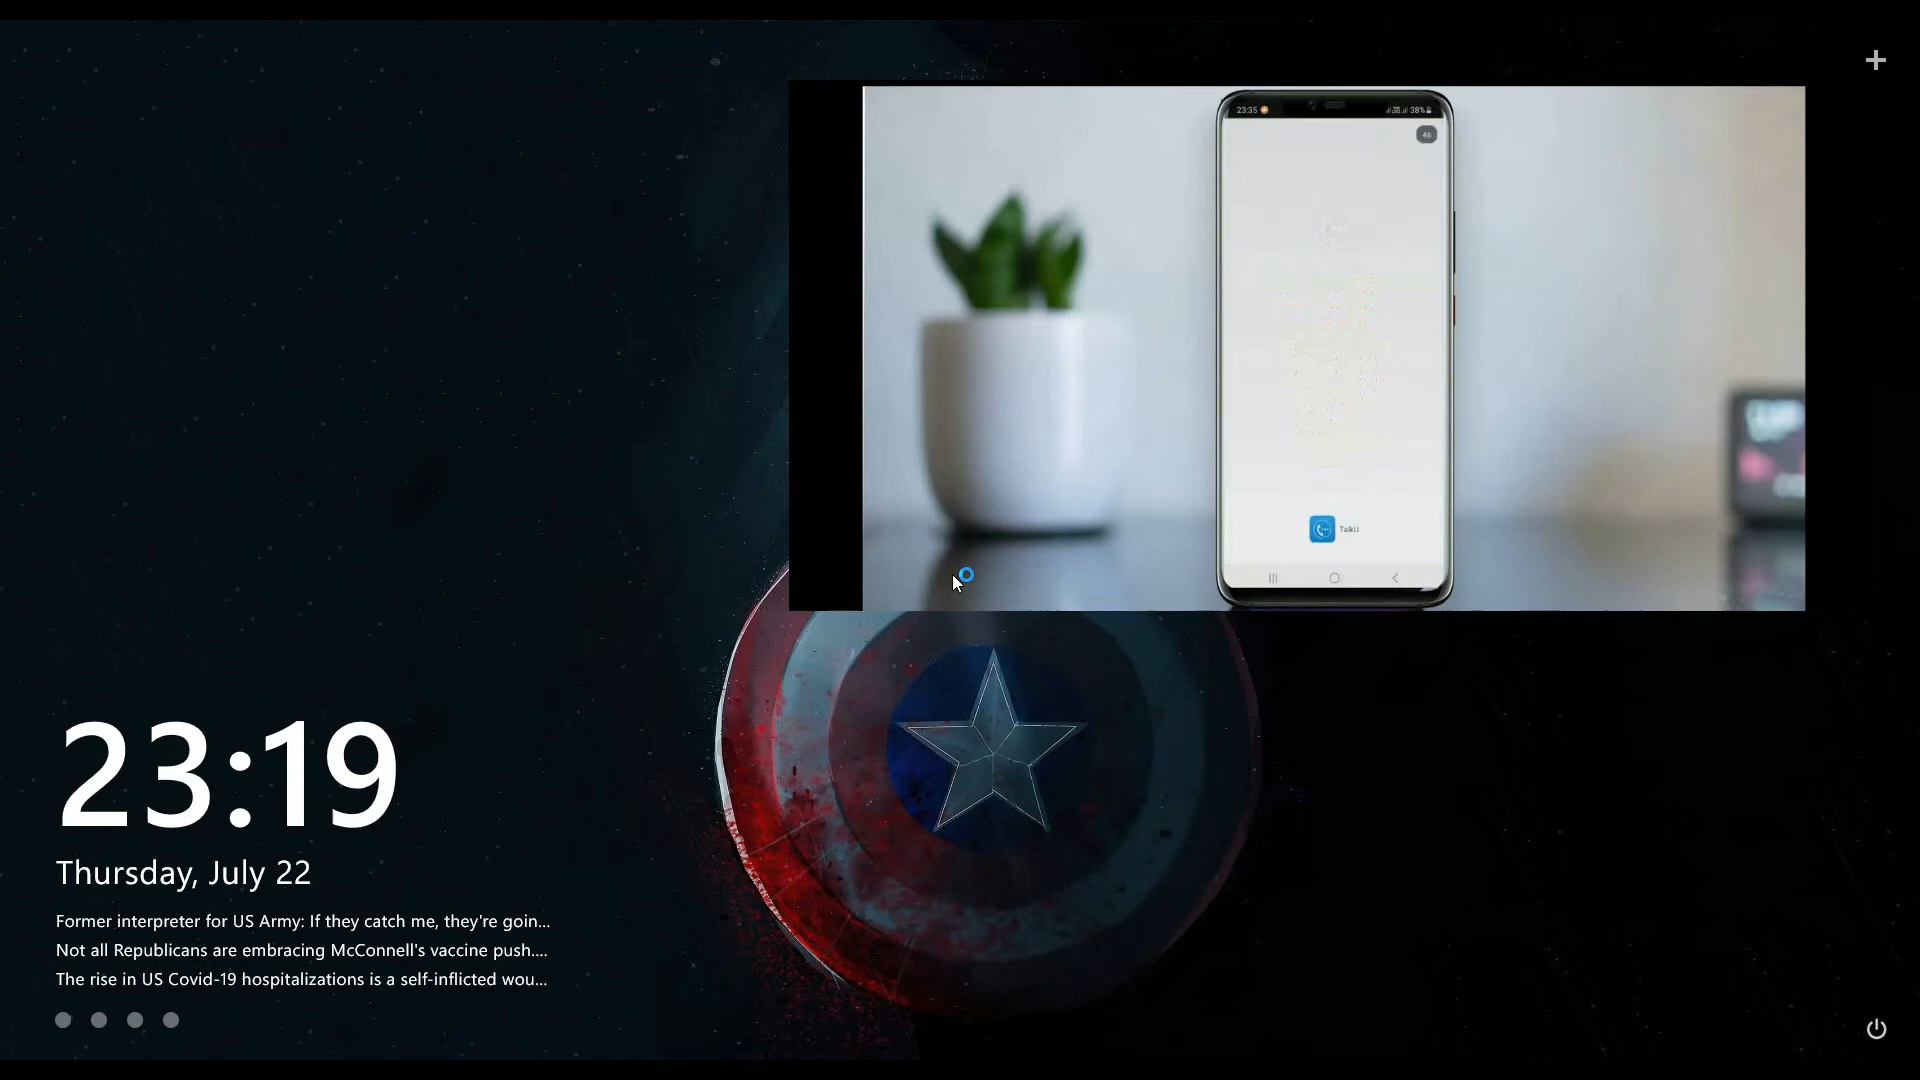 23:35
38%
4s
TalkU
23:19
Thursday, July 22
Former interpreter for US Army: If they catch me, they're goin...
Not all Republicans are embracing McConnell's vaccine push....
The rise in US Covid-19 hospitalizations is a self-inflicted wou...